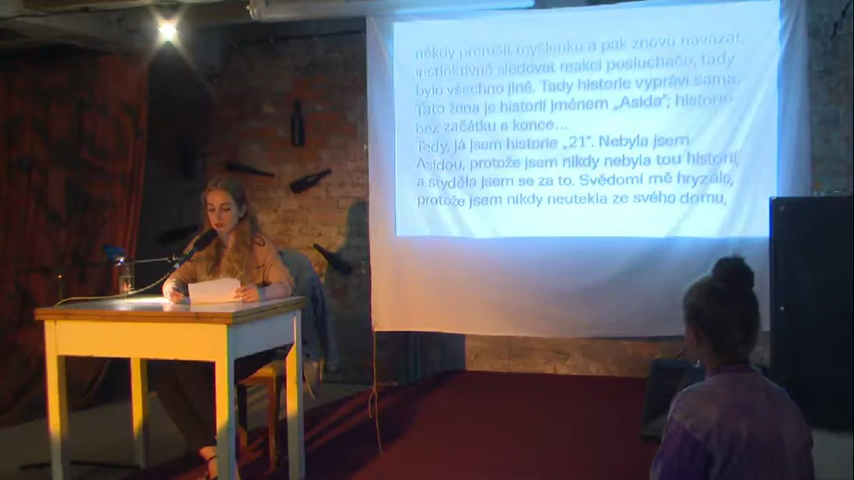 někdy přerušit myšlenku a pak znovu navázat.
instinktivně sledovat reakci posluchače, tady
bylo všechno jiné. Tady historie vypráví sama.
Tato žena je historií jménem „Asida“; historie
bez začátku a konce...
Tedy, já jsem historie „21“. Nebyla jsem
Asidou, protože jsem nikdy nebyla tou historií
a styděla jsem se za to. Svědomí mě hryzalo,
protože jsem nikdy neutekla ze svého domu,